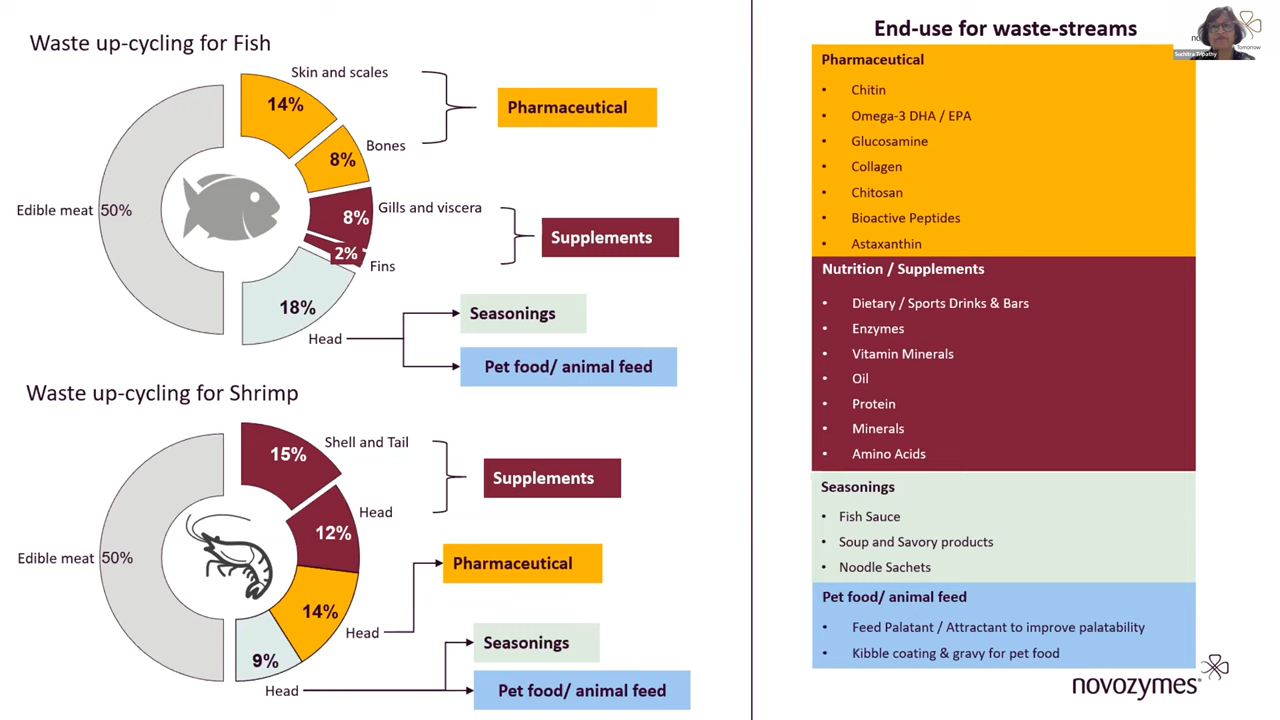 Waste up-cycling for Fish
Skin and scales
14%
Pharmaceutical
Bones
8%
Edible meat 50%
Gills and viscera
8%
Supplements
2%
Fins
18%
Seasonings
Head
Pet food/ animal feed
Waste up-cycling for Shrimp
Shell and Tail
15%
Supplements
Head
12%
Edible meat 50%
Pharmaceutical
14%
Head
Seasonings
9%
Head
Pet food/ animal feed
End-use for waste-streams
Suchitra Tripathy
Tomorrow
Pharmaceutical
• Chitin
• Omega-3 DHA / EPA
• Glucosamine
• Collagen
• Chitosan
• Bioactive Peptides
• Astaxanthin
Nutrition / Supplements
• Dietary / Sports Drinks & Bars
• Enzymes
• Vitamin Minerals
• Oil
• Protein
• Minerals
• Amino Acids
Seasonings
• Fish Sauce
• Soup and Savory products
• Noodle Sachets
Pet food/ animal feed
• Feed Palatant / Attractant to improve palatability
• Kibble coating & gravy for pet food
novozymes®